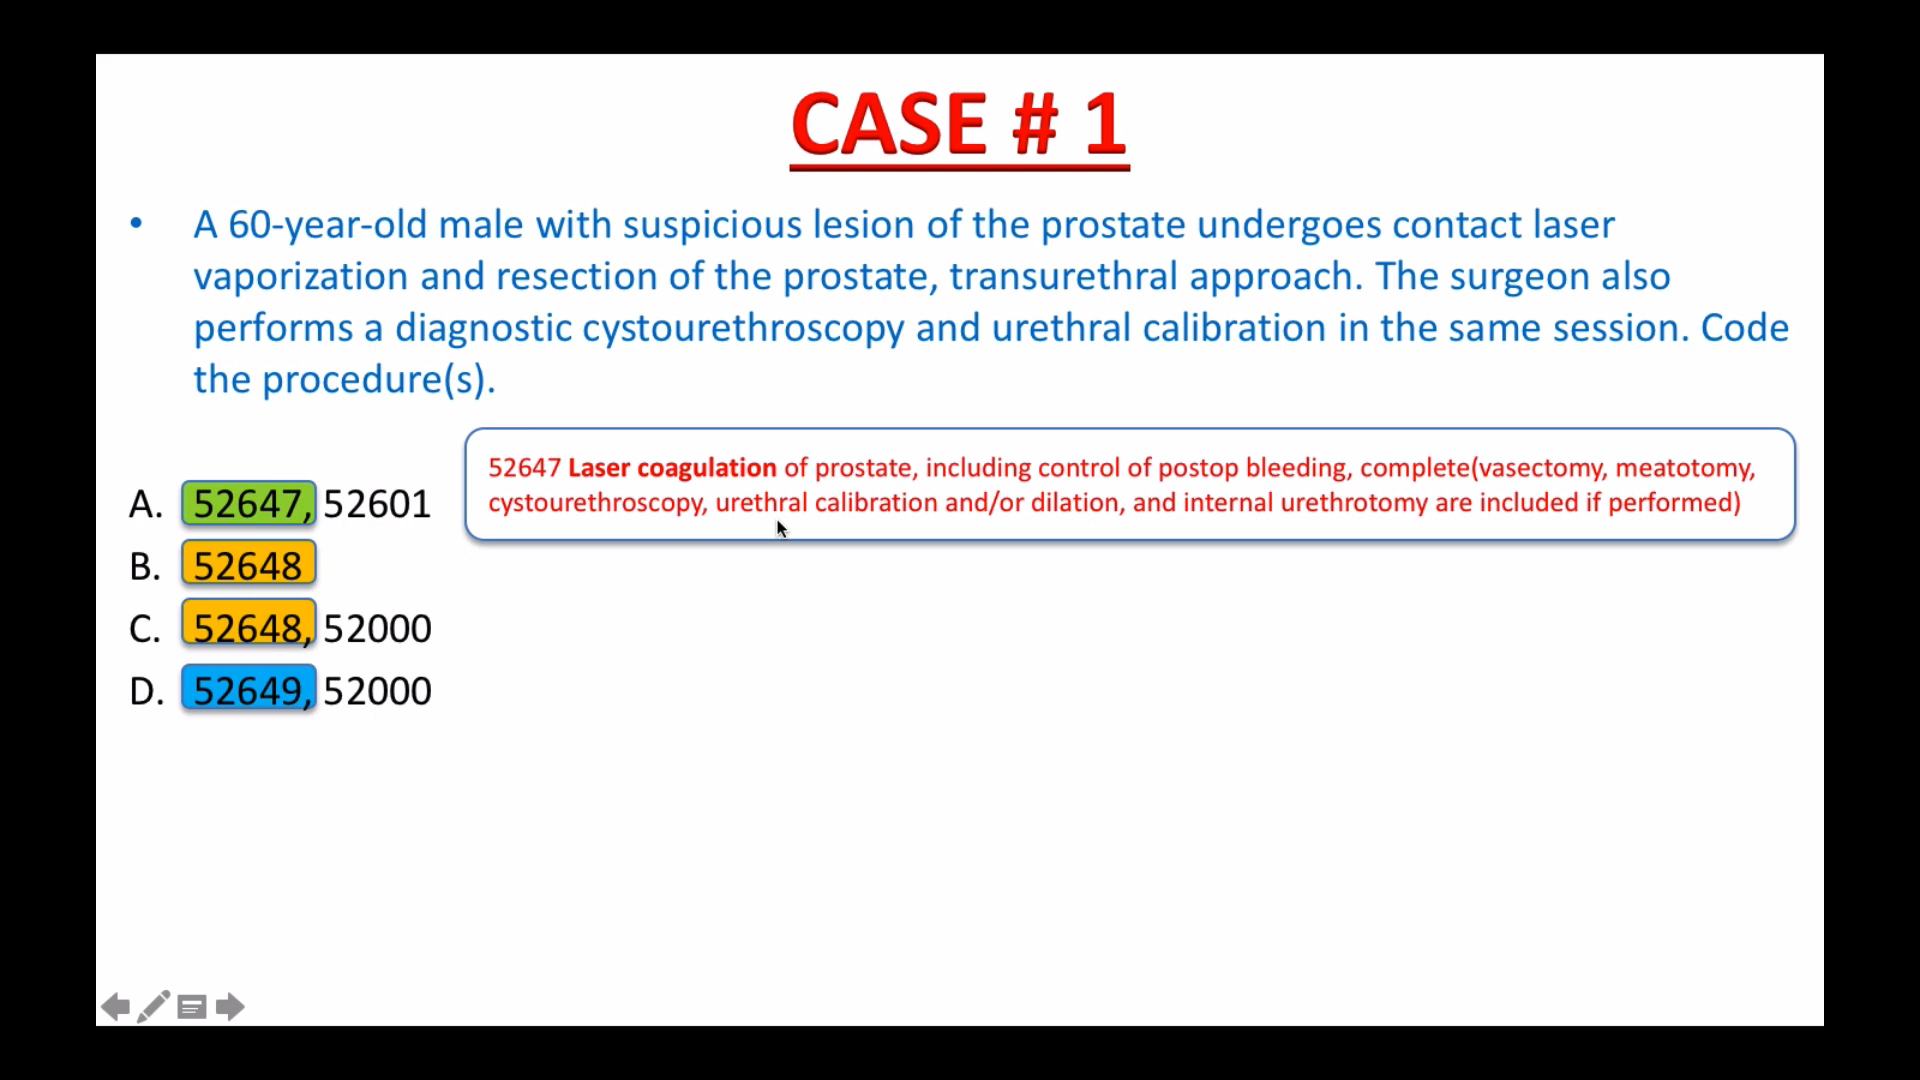 CASE # 1
• A 60-year-old male with suspicious lesion of the prostate undergoes contact laser
vaporization and resection of the prostate, transurethral approach. The surgeon also
performs a diagnostic cystourethroscopy and urethral calibration in the same session. Code
the procedure(s).
52647 Laser coagulation of prostate, including control of postop bleeding, complete(vasectomy, meatotomy,
cystourethroscopy, urethral calibration and/or dilation, and internal urethrotomy are included if performed)
A. 52647, 52601
B. 52648
C. 52648, 52000
D. 52649, 52000